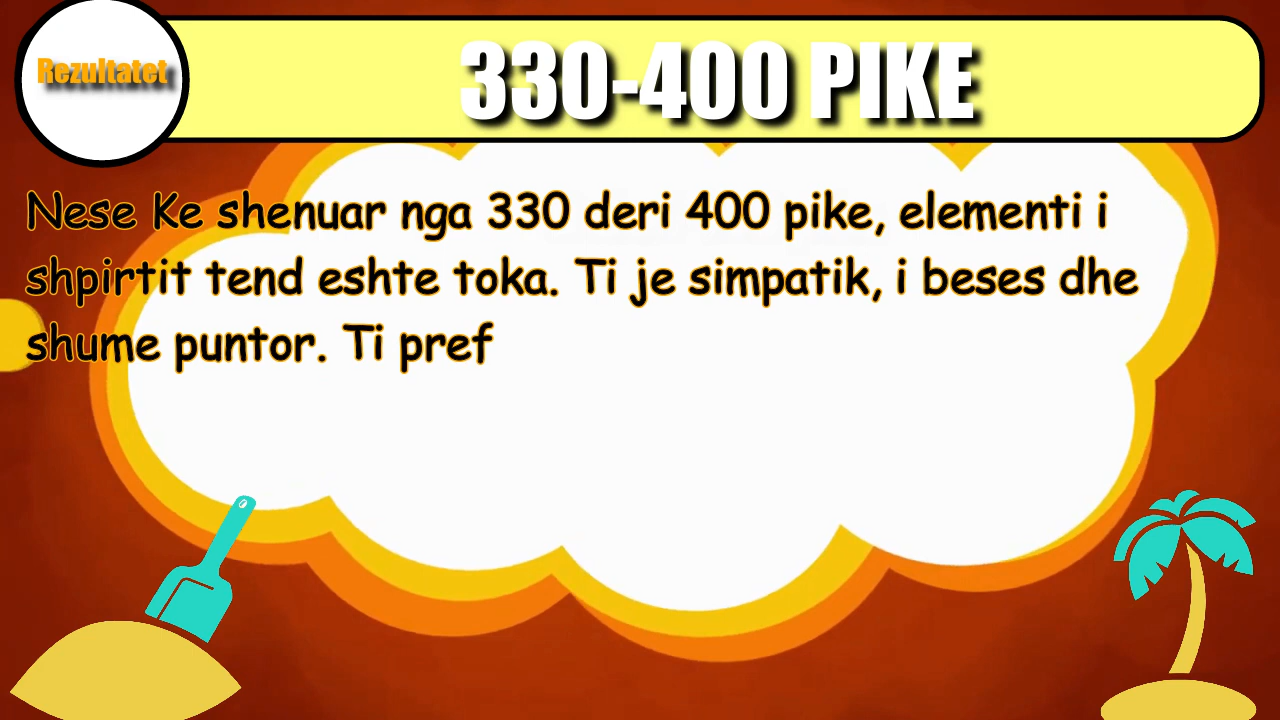 Rezultatet
330-400 PIKE
Nese Ke shenuar nga 330 deri 400 pike, elementi i
shpirtit tend eshte toka. Ti je simpatik, i beses dhe
shume puntor. Ti pref